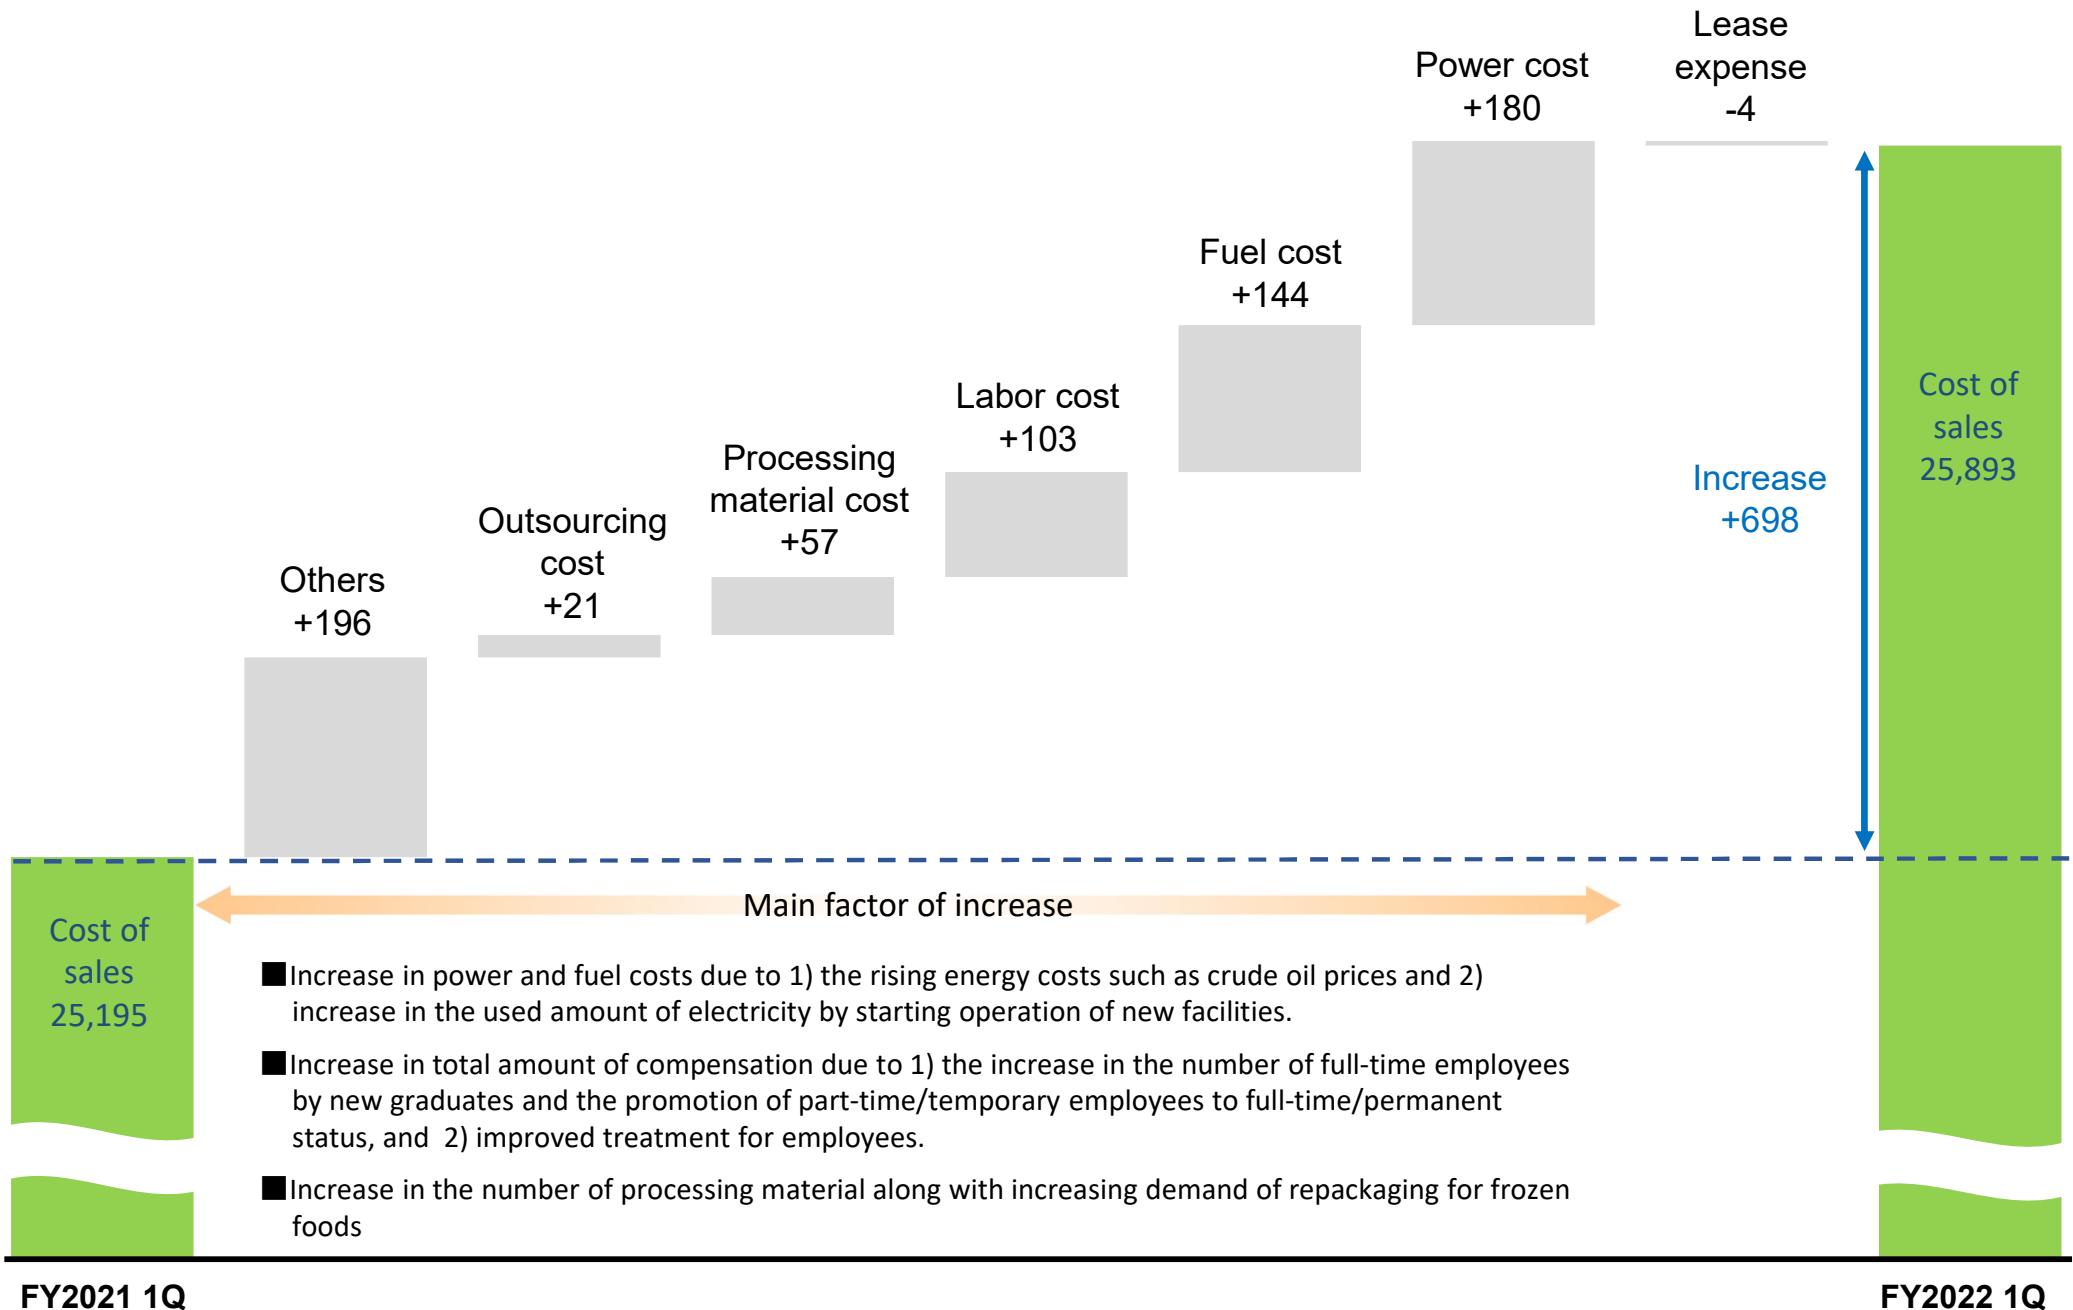 Lease
expense
-4
Power cost
+180
Fuel cost
+144
Labor cost
+103
Processing
material cost
+57
Outsourcing
cost
+21
Others
+196
Cost of
sales
25,893
Increase
+698
Main factor of increase
Cost of
sales
25,195
■Increase in power and fuel costs due to 1) the rising energy costs such as crude oil prices and 2)
increase in the used amount of electricity by starting operation of new facilities.
■Increase in total amount of compensation due to 1) the increase in the number of full-time employees
by new graduates and the promotion of part-time/temporary employees to full-time/permanent
status, and  2) improved treatment for employees.
■Increase in the number of processing material along with increasing demand of repackaging for frozen
foods
FY2021 1Q
FY2022 1Q